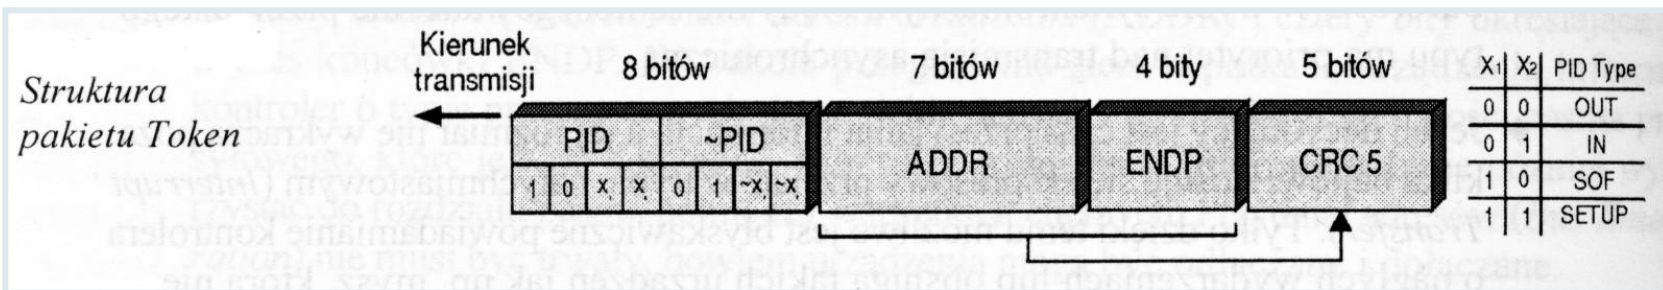 Struktura
pakietu Token
Kierunek
transmisji
8 bitów
7 bitów
4 bity
5 bitów
PID
~PID
1 0 X₁ X₂ 0 1 ~X₁ ~X₂
ADDR
ENDP
CRC5
X₁ X₂ PID Type
0 0 OUT
0 1 IN
1 0 SOF
1 1 SETUP